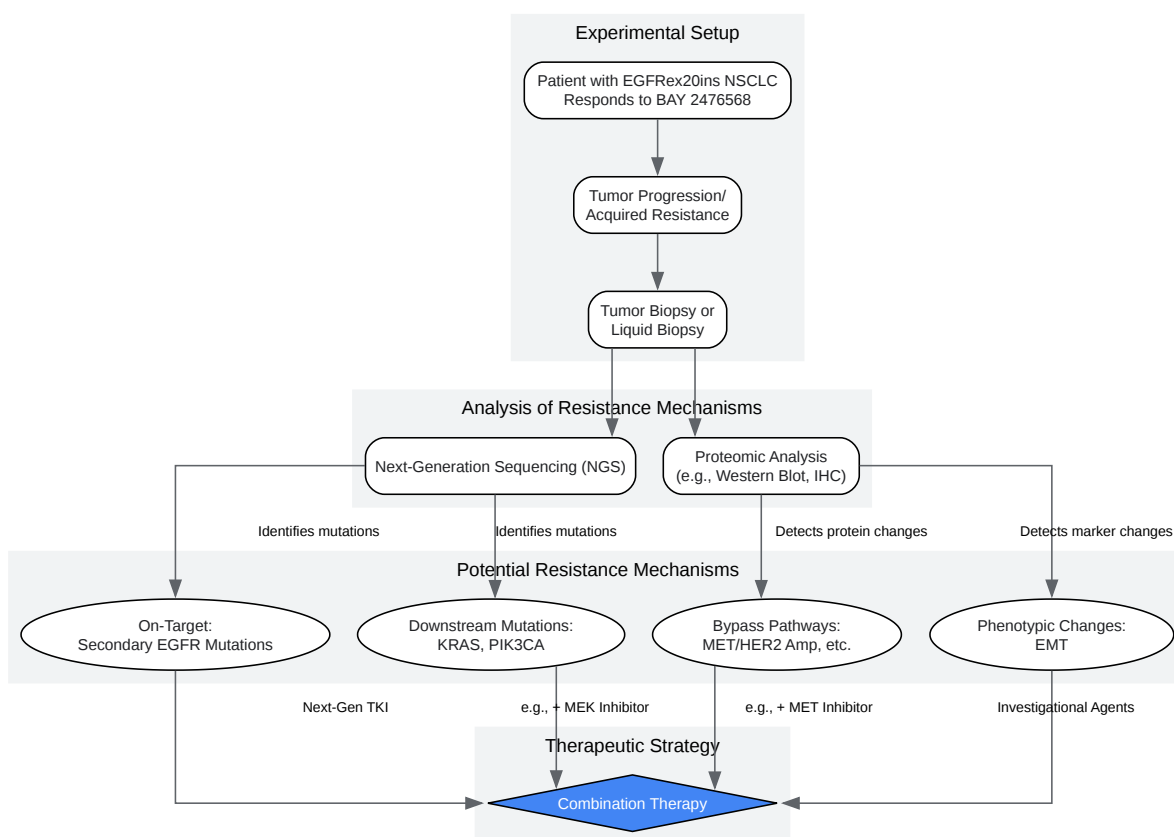 Experimental Setup
Patient with EGFRex20ins NSCLC
Responds to BAY 2476568
Tumor Progression/
Acquired Resistance
Tumor Biopsy or
Liquid Biopsy
Analysis of Resistance Mechanisms
Next-Generation Sequencing (NGS)
Proteomic Analysis
(e.g., Western Blot, IHC)
Identifies mutations
Identifies mutations
Detects protein changes
Detects marker changes
Potential Resistance Mechanisms
On-Target:
Secondary EGFR Mutations
Downstream Mutations:
KRAS, PIK3CA
Bypass Pathways:
MET/HER2 Amp, etc.
Phenotypic Changes:
EMT
Next-Gen TKI
e.g., + MEK Inhibitor
e.g., + MET Inhibitor
Investigational Agents
Therapeutic Strategy
Combination Therapy